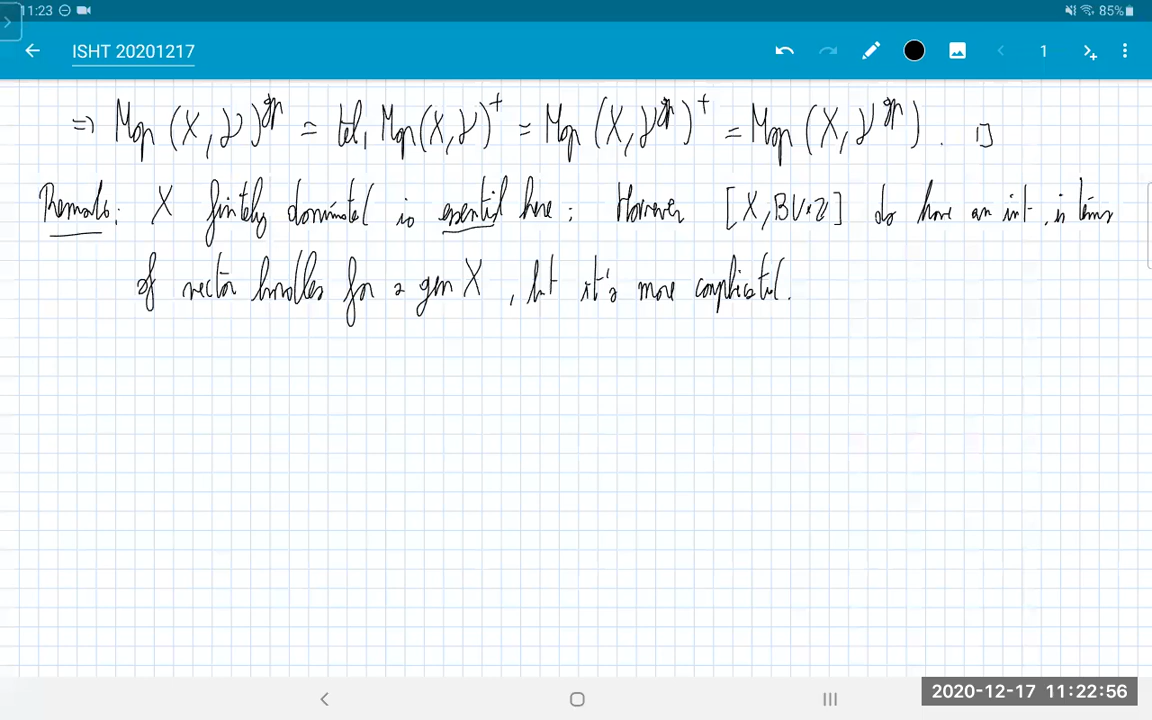 11:23
85%
ISHT 20201217
1
=> Map (X, 𝒱)^gp = tel₁ Map (X, 𝒱)^+ = Map (X, 𝒱^gp)^+ = Map (X, 𝒱^gp). □
Remark: X finitely dominated is essential here; However [X, BU×Z] do have an int. in terms
of vector bundles for a gen X, but it's more complicated.
2020-12-17 11:22:56